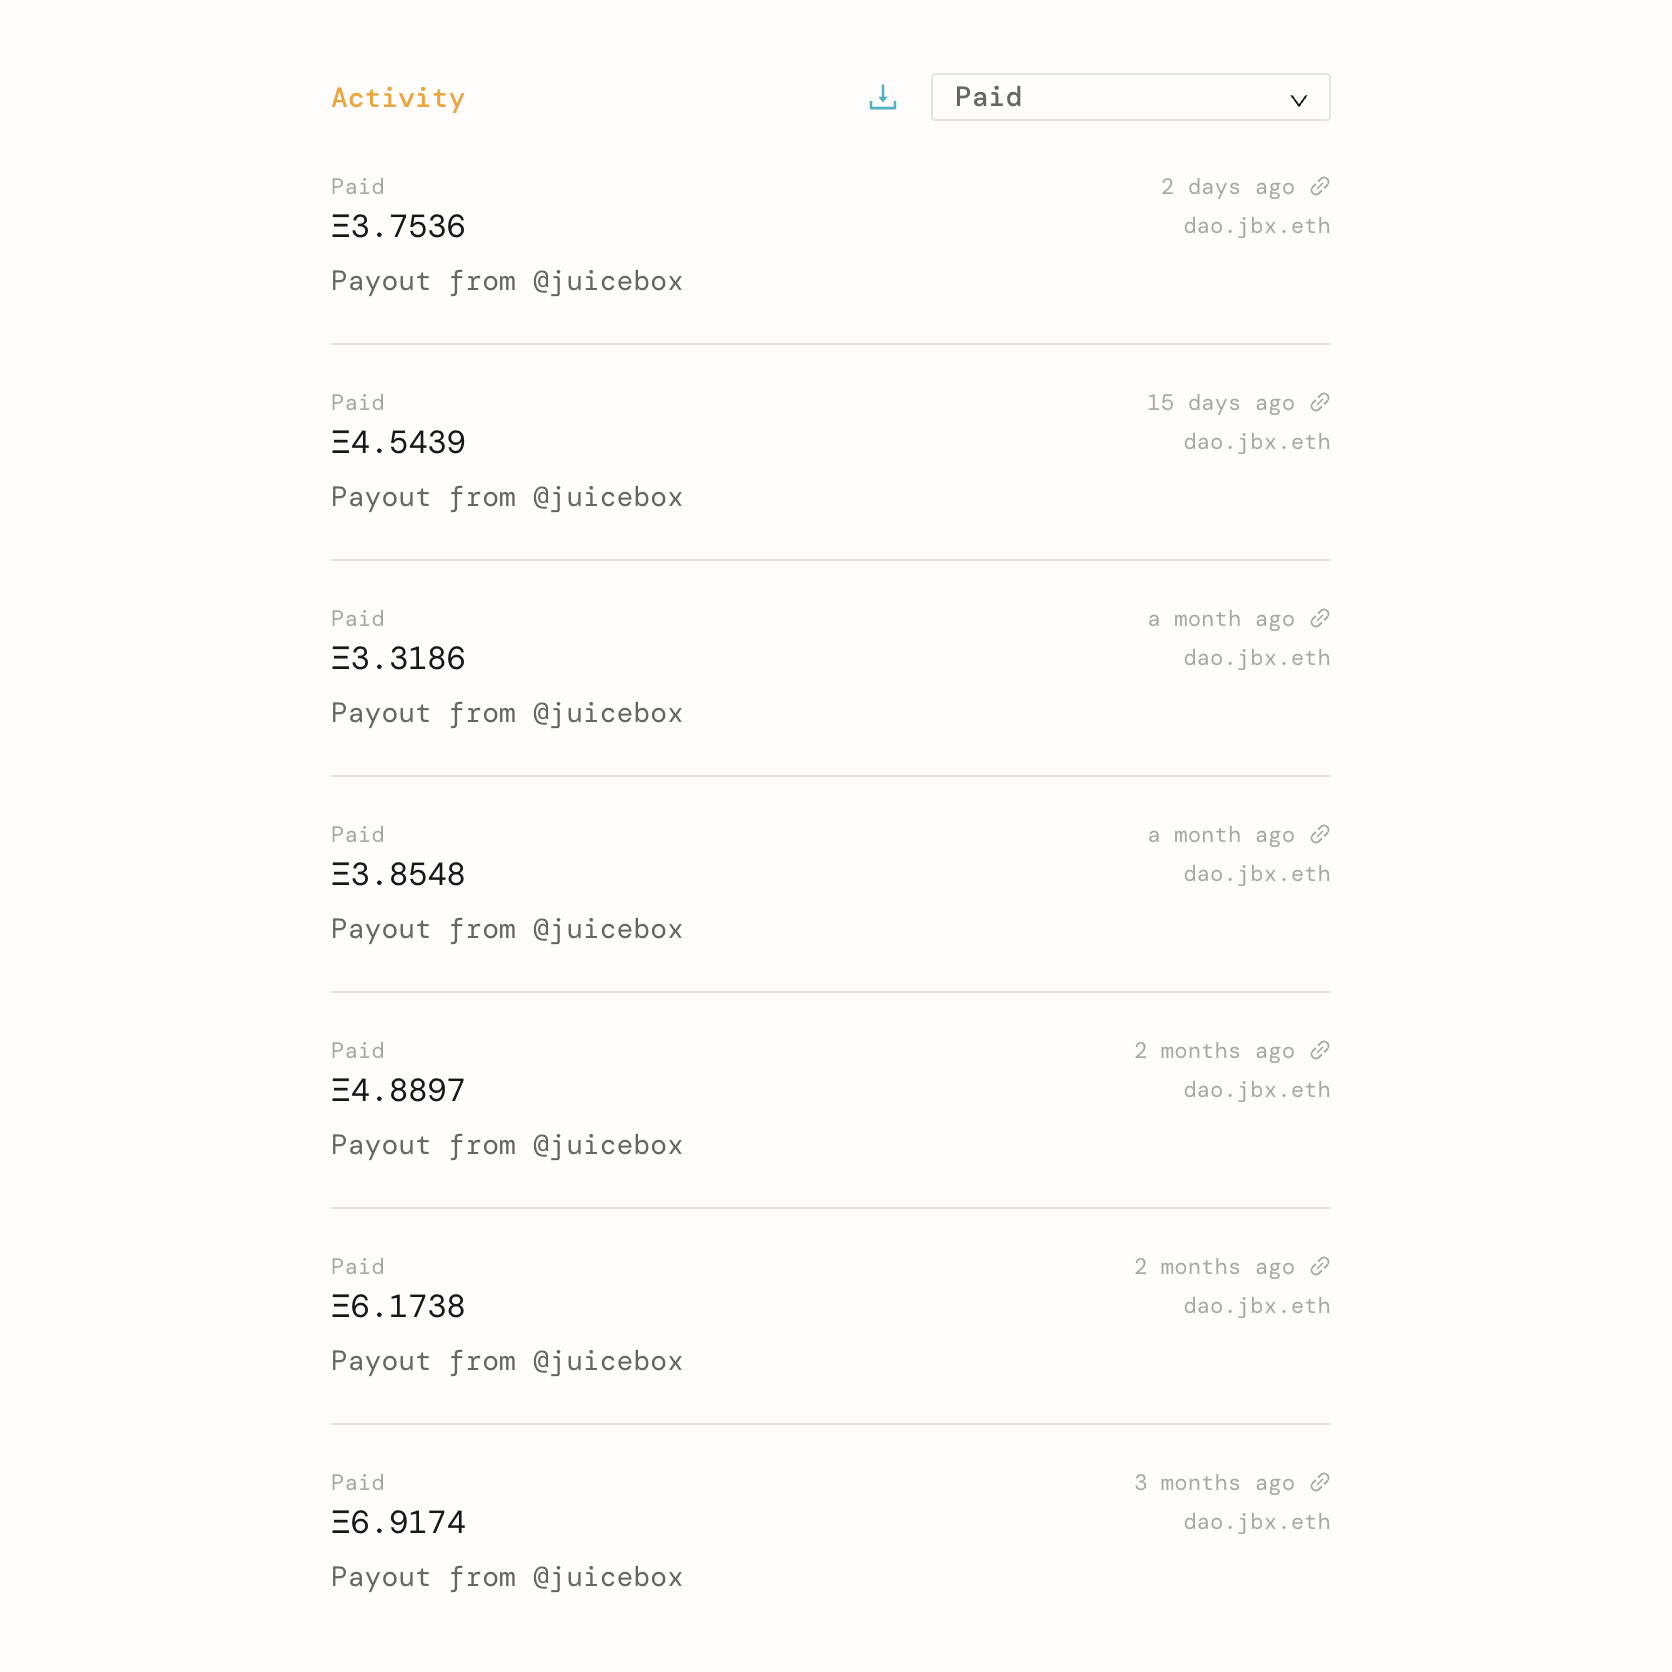 Activity
Paid
Paid
2 days ago
Ξ3.7536
dao.jbx.eth
Payout from @juicebox
Paid
15 days ago
Ξ4.5439
dao.jbx.eth
Payout from @juicebox
Paid
a month ago
Ξ3.3186
dao.jbx.eth
Payout from @juicebox
Paid
a month ago
Ξ3.8548
dao.jbx.eth
Payout from @juicebox
Paid
2 months ago
Ξ4.8897
dao.jbx.eth
Payout from @juicebox
Paid
2 months ago
Ξ6.1738
dao.jbx.eth
Payout from @juicebox
Paid
3 months ago
Ξ6.9174
dao.jbx.eth
Payout from @juicebox